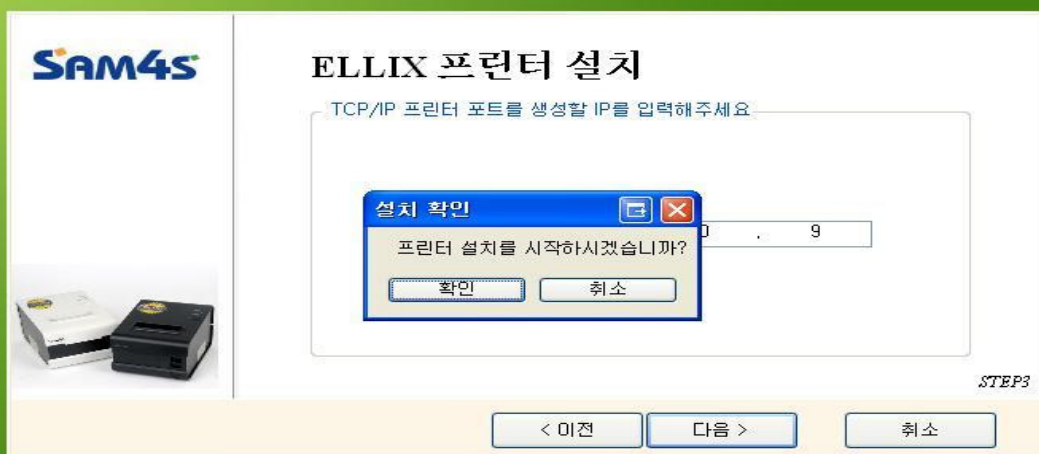 SAM4S
ELLIX 프린터 설치
TCP/IP 프린터 포트를 생성할 IP를 입력해주세요
설치 확인
프린터 설치를 시작하시겠습니까?
. 9
확인 취소
STEP3
< 이전 다음 > 취소